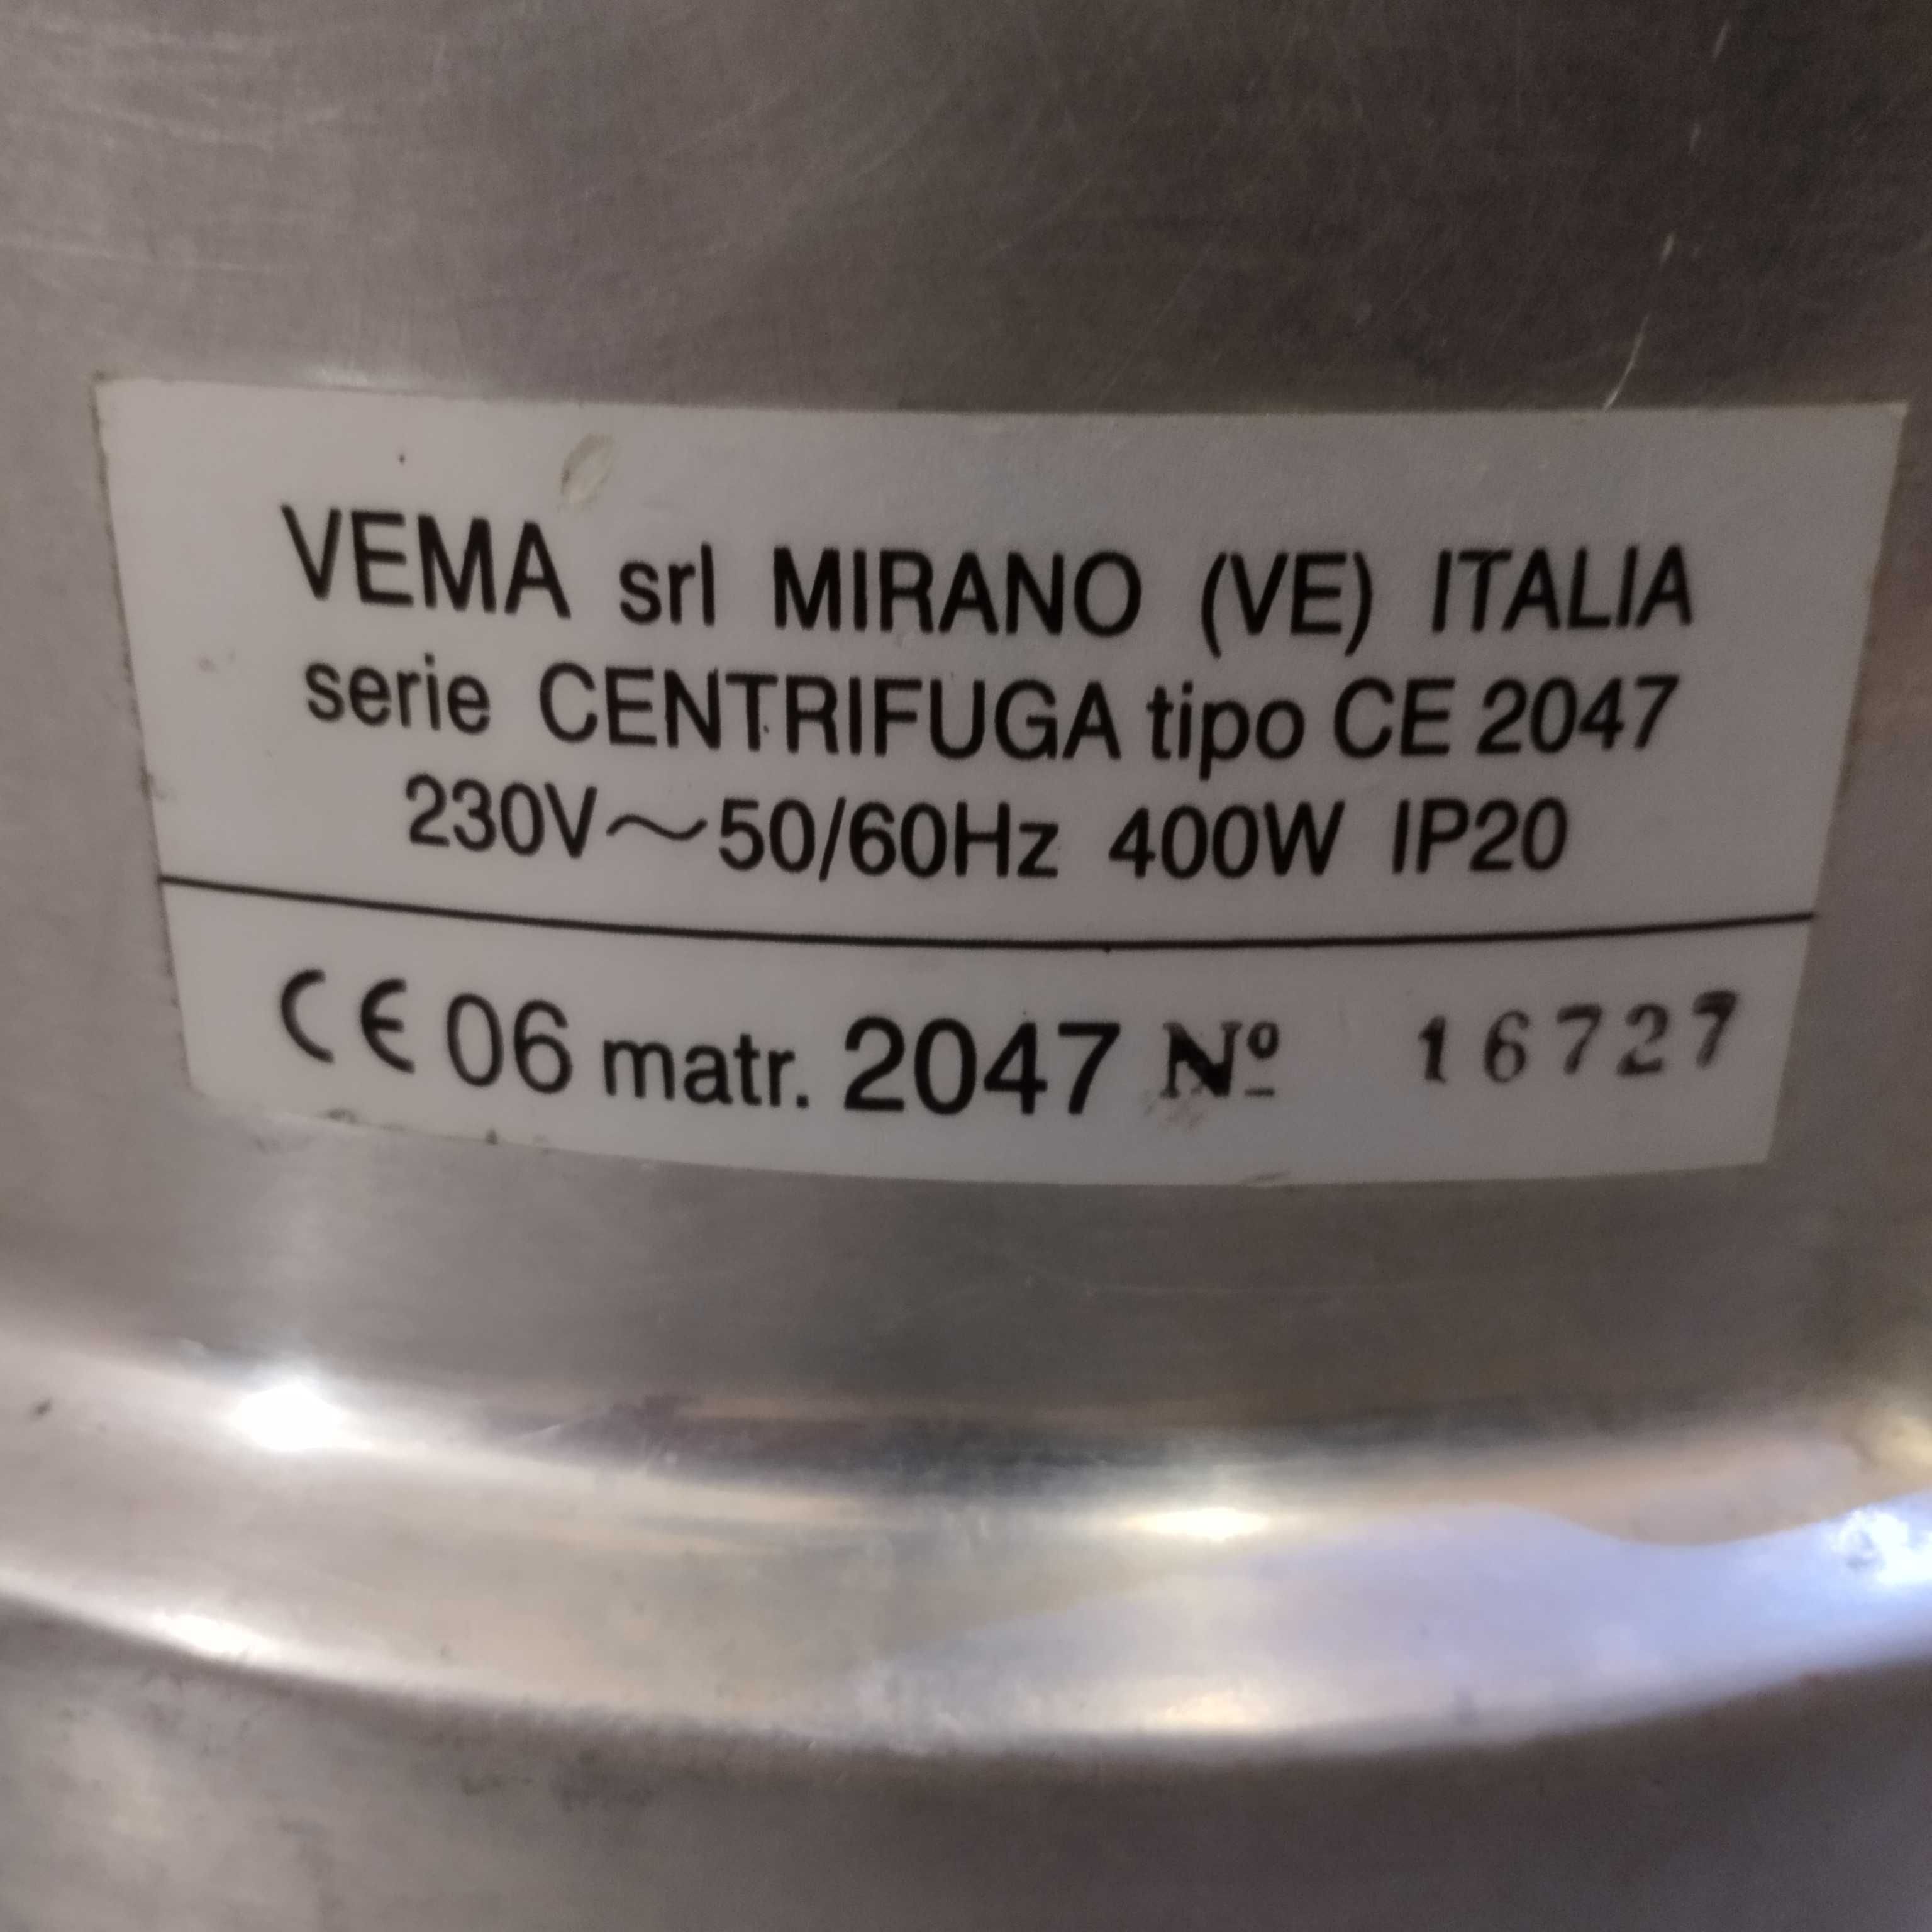 VEMA srl MIRANO (VE) ITALIA
serie CENTRIFUGA tipo CE 2047
230V~50/60Hz 400W IP20
CE 06 matr. 2047 Nº 16727